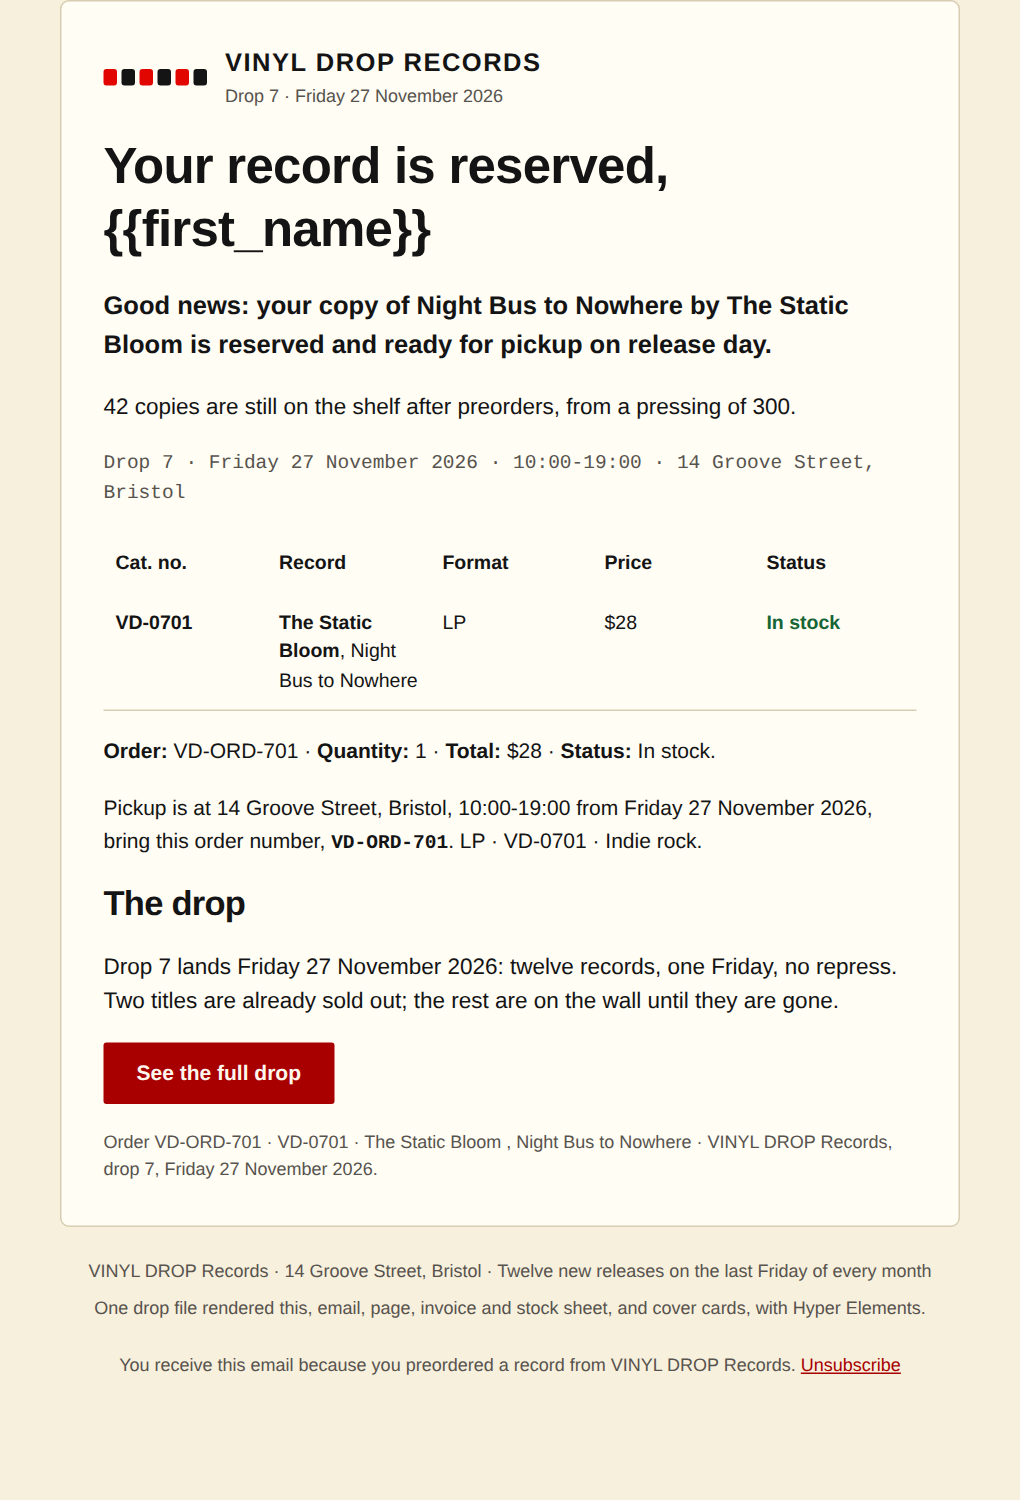 VINYL DROP RECORDS
Drop 7 · Friday 27 November 2026
Your record is reserved,
{{first_name}}
Good news: your copy of Night Bus to Nowhere by The Static
Bloom is reserved and ready for pickup on release day.
42 copies are still on the shelf after preorders, from a pressing of 300.
Drop 7 · Friday 27 November 2026 · 10:00-19:00 · 14 Groove Street,
Bristol
Cat. no. Record Format Price Status
VD-0701 The Static LP $28 In stock
Bloom, Night
Bus to Nowhere
Order: VD-ORD-701 · Quantity: 1 · Total: $28 · Status: In stock.
Pickup is at 14 Groove Street, Bristol, 10:00-19:00 from Friday 27 November 2026,
bring this order number, VD-ORD-701. LP · VD-0701 · Indie rock.
The drop
Drop 7 lands Friday 27 November 2026: twelve records, one Friday, no repress.
Two titles are already sold out; the rest are on the wall until they are gone.
See the full drop
Order VD-ORD-701 · VD-0701 · The Static Bloom , Night Bus to Nowhere · VINYL DROP Records,
drop 7, Friday 27 November 2026.
VINYL DROP Records · 14 Groove Street, Bristol · Twelve new releases on the last Friday of every month
One drop file rendered this, email, page, invoice and stock sheet, and cover cards, with Hyper Elements.
You receive this email because you preordered a record from VINYL DROP Records. Unsubscribe